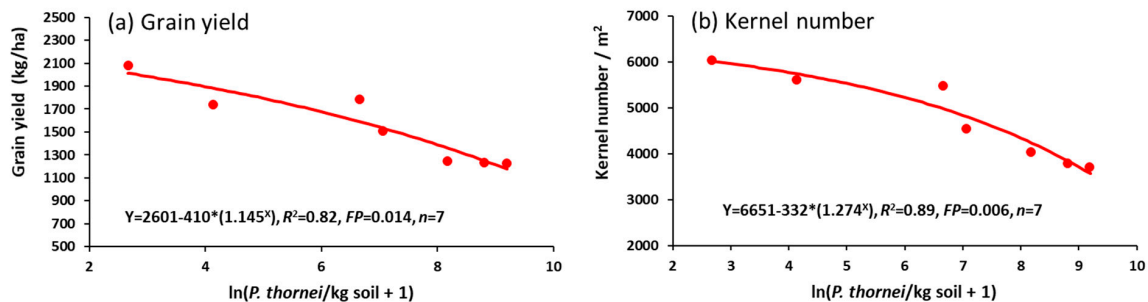 (a) Grain yield
Grain yield (kg/ha)
2500
2300
2100
1900
1700
1500
1300
1100
900
700
500
Y=2601-410*(1.145ˣ), R²=0.82, FP=0.014, n=7
2 4 6 8 10
ln(P. thornei/kg soil + 1)
(b) Kernel number
Kernel number / m²
7000
6000
5000
4000
3000
2000
Y=6651-332*(1.274ˣ), R²=0.89, FP=0.006, n=7
2 3 4 5 6 7 8 9 10
ln(P. thornei/kg soil + 1)